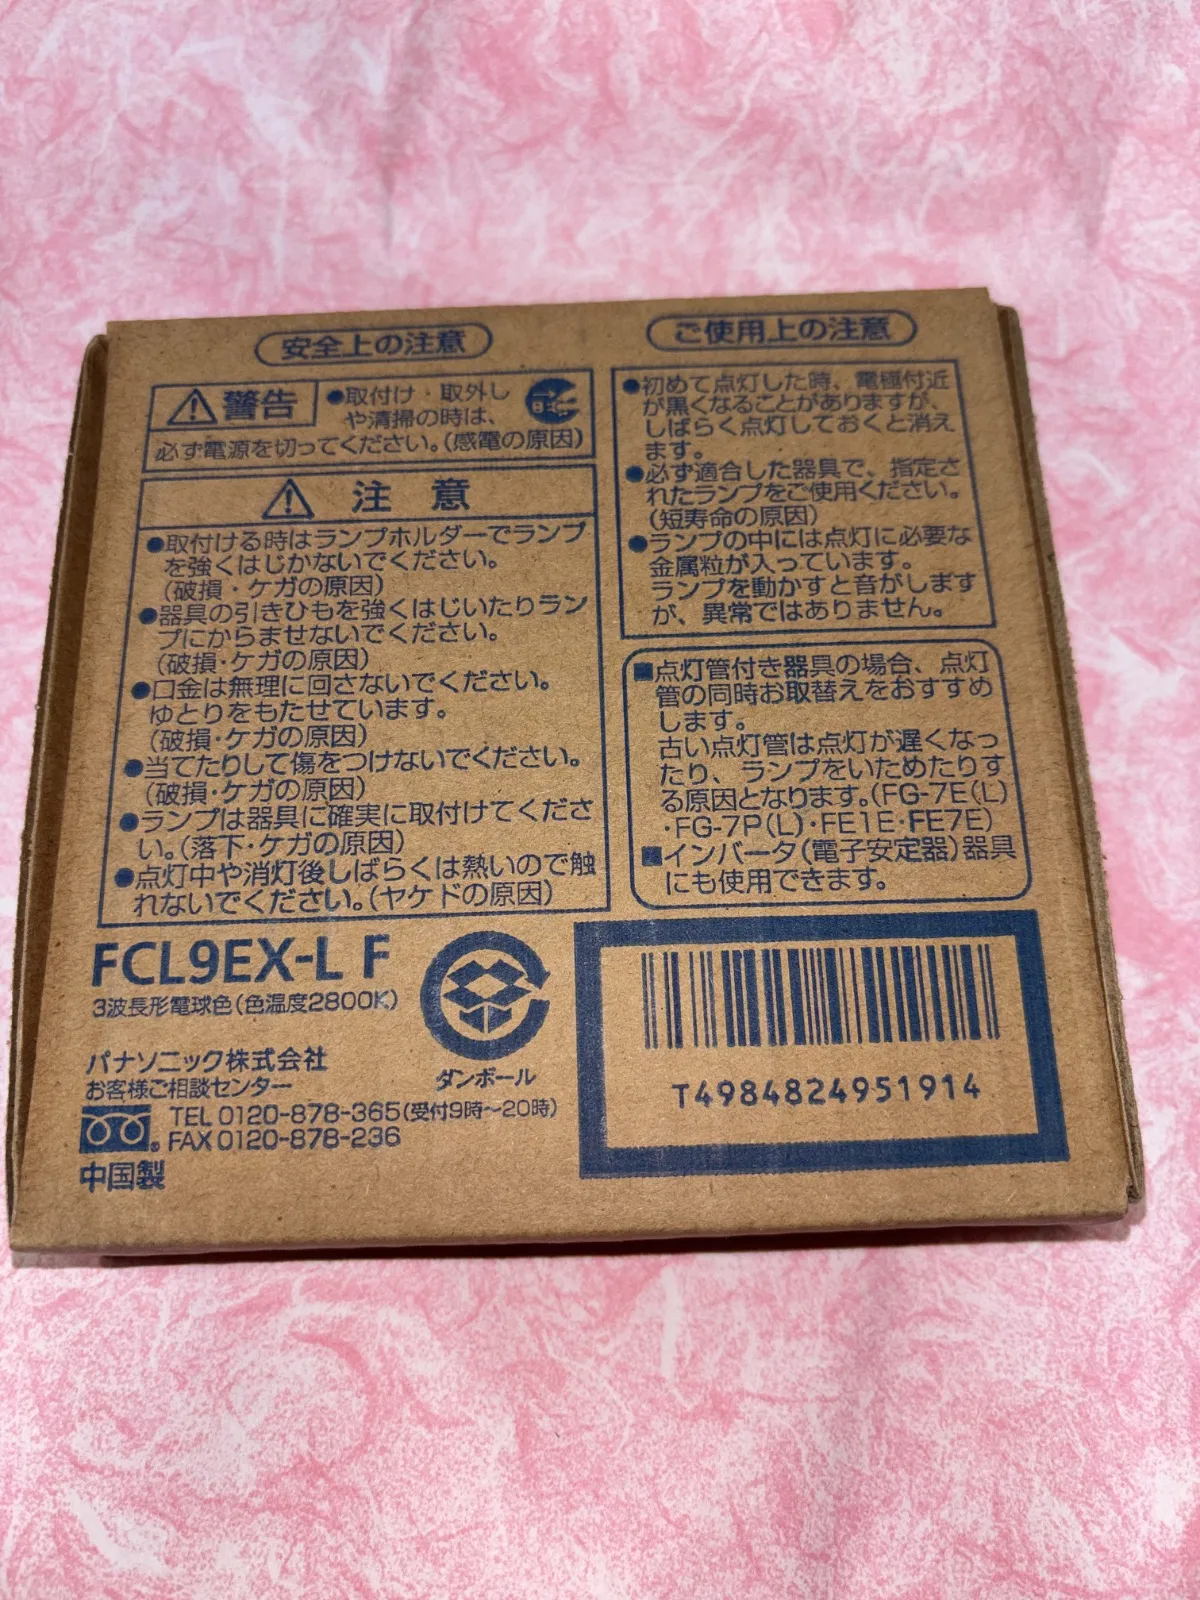 安全上の注意
警告
●取付け・取外し
や清掃の時は、
必ず電源を切ってください。(感電の原因)
注 意
●取付ける時はランプホルダーでランプ
を強くはじかないでください。
(破損・ケガの原因)
●器具の引きひもを強くはじいたりラン
プにからませないでください。
(破損・ケガの原因)
●口金は無理に回さないでください。
ゆとりをもたせています。
(破損・ケガの原因)
●当てたりして傷をつけないでください。
(破損・ケガの原因)
●ランプは器具に確実に取付けてくださ
い。(落下・ケガの原因)
●点灯中や消灯後しばらくは熱いので触
れないでください。(ヤケドの原因)
ご使用上の注意
●初めて点灯した時、電極付近
が黒くなることがありますが、
しばらく点灯しておくと消え
ます。
●必ず適合した器具で、指定さ
れたランプをご使用ください。
(短寿命の原因)
●ランプの中には点灯に必要な
金属粒が入っています。
ランプを動かすと音がします
が、異常ではありません。
■点灯管付き器具の場合、点灯
管の同時お取替えをおすすめ
します。
古い点灯管は点灯が遅くなっ
たり、ランプをいためたりす
る原因となります。(FG-7E(L)
・FG-7P(L)・FE1E・FE7E)
■インバータ(電子安定器)器具
にも使用できます。
FCL9EX-L F
3波長形電球色(色温度2800K)
パナソニック株式会社
お客様ご相談センター
TEL 0120-878-365(受付9時〜20時)
FAX 0120-878-236
中国製
ダンボール
T4984824951914